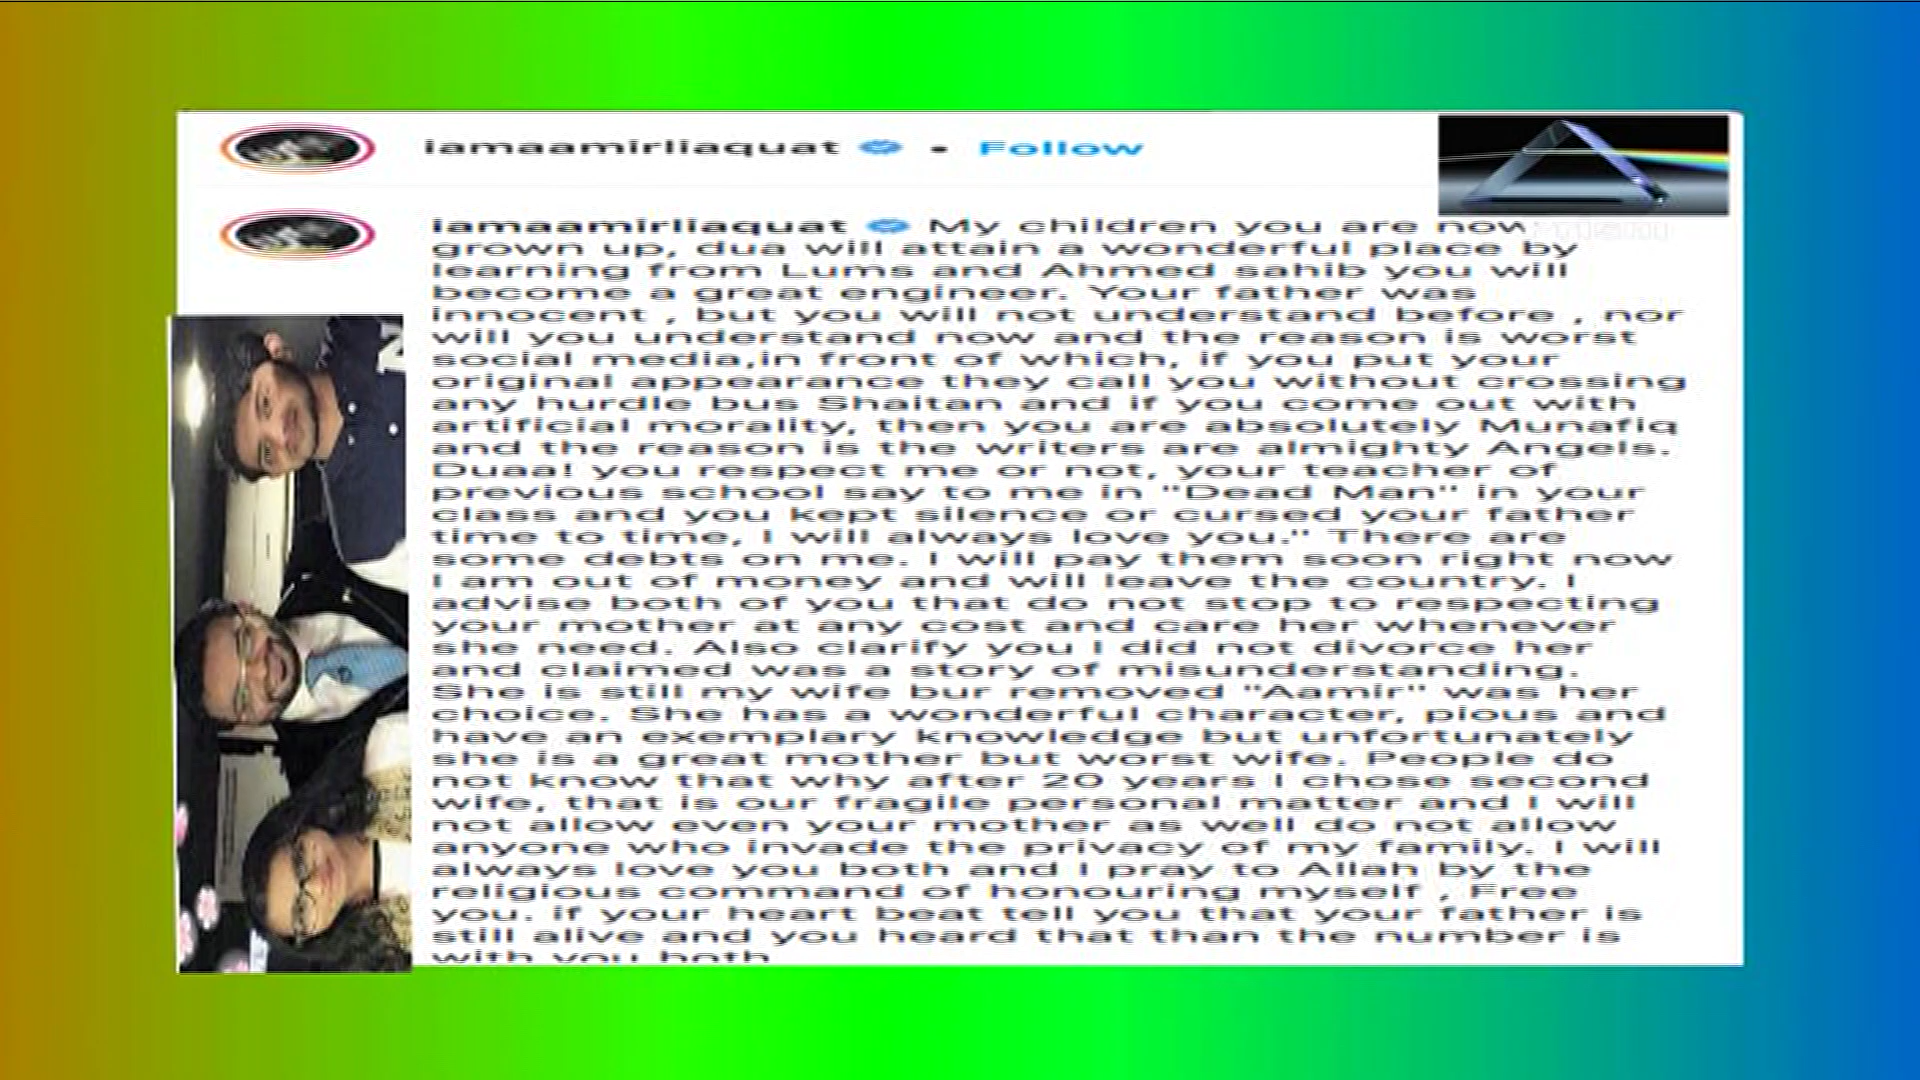 iamaamirliaquat • Follow
iamaamirliaquat My children you are now
grown up, dua will attain a wonderful place by
learning from Lums and Ahmed sahib you will
become a great engineer. Your father was
innocent , but you will not understand before , nor
will you understand now and the reason is worst
social media,in front of which, if you put your
original appearance they call you without crossing
any hurdle bus Shaitan and if you come out with
artificial morality, then you are absolutely Munafiq
and the reason is the writers are almighty Angels.
Duaa! you respect me or not, your teacher of
previous school say to me in "Dead Man" in your
class and you kept silence or cursed your father
time to time, I will always love you." There are
some debts on me. I will pay them soon right now
I am out of money and will leave the country. I
advise both of you that do not stop to respecting
your mother at any cost and care her whenever
she need. Also clarify you I did not divorce her
and claimed was a story of misunderstanding.
She is still my wife bur removed "Aamir" was her
choice. She has a wonderful character, pious and
have an exemplary knowledge but unfortunately
she is a great mother but worst wife. People do
not know that why after 20 years I chose second
wife, that is our fragile personal matter and I will
not allow even your mother as well do not allow
anyone who invade the privacy of my family. I will
always love you both and I pray to Allah by the
religious command of honouring myself , Free
you. if your heart beat tell you that your father is
still alive and you heard that than the number is
with you both